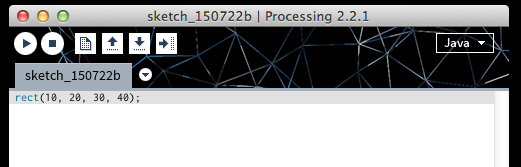 sketch_150722b | Processing 2.2.1
Java
sketch_150722b
rect(10, 20, 30, 40);